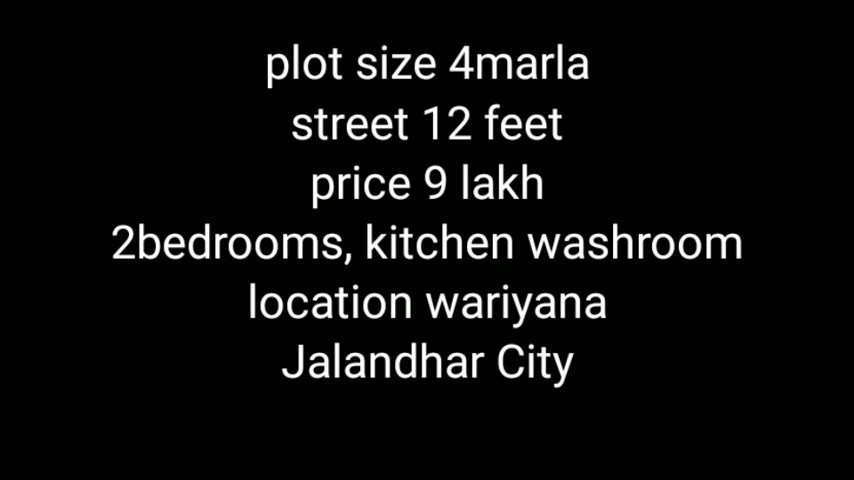 plot size 4marla
street 12 feet
price 9 lakh
2bedrooms, kitchen washroom
location wariyana
Jalandhar City